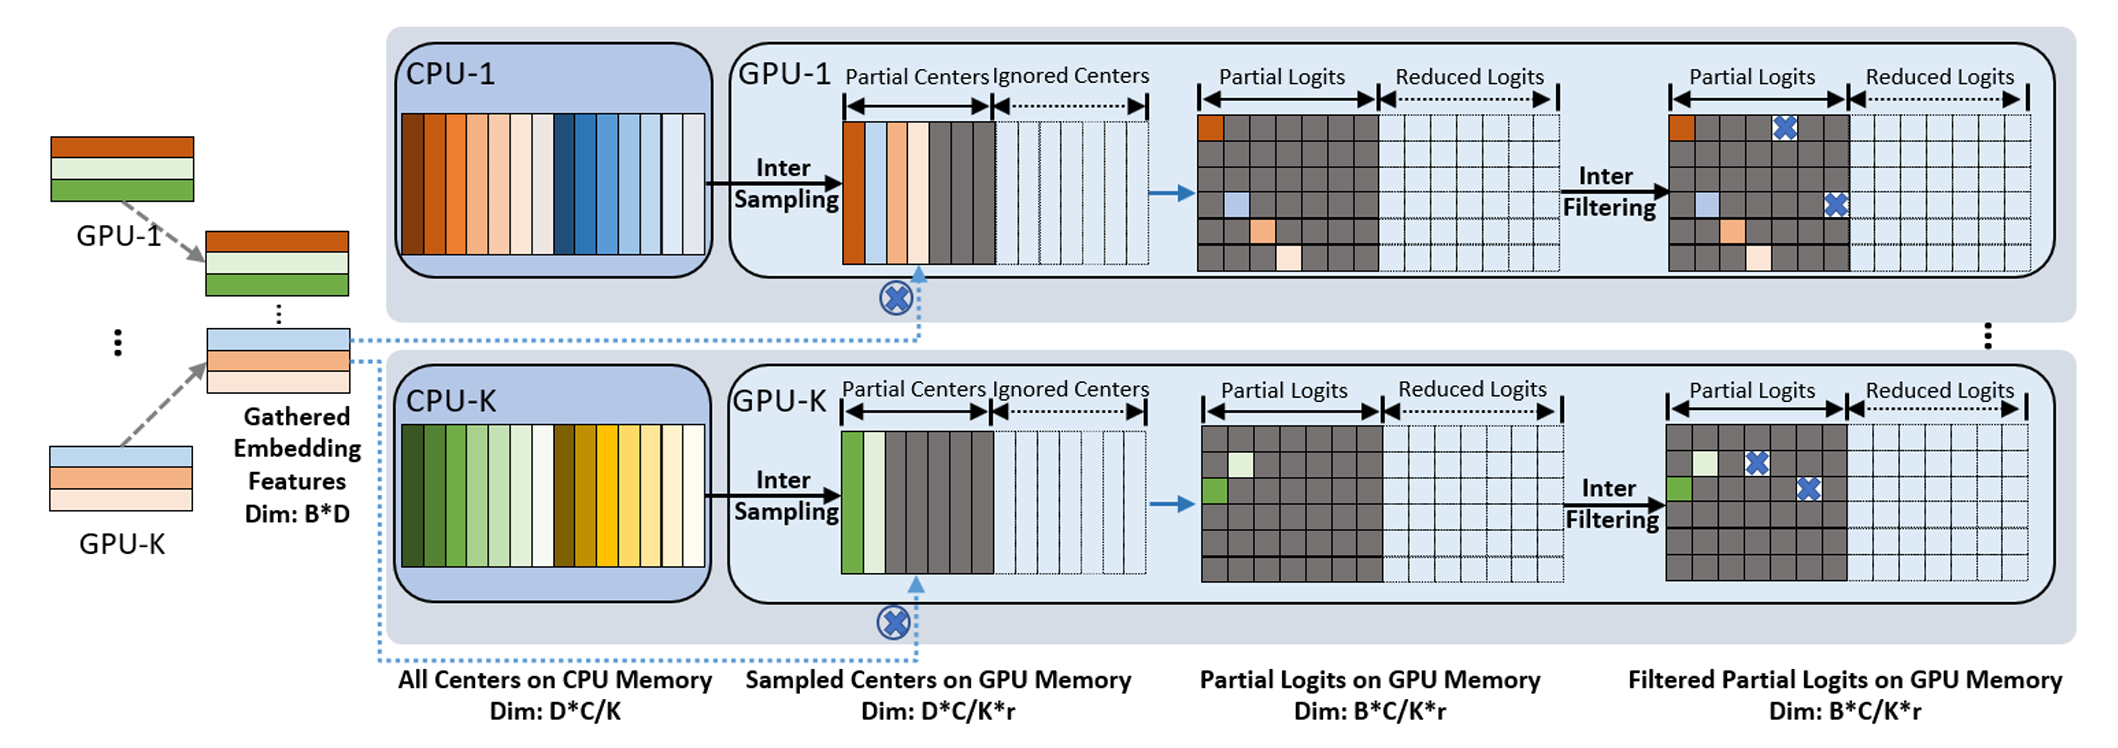 GPU-1
GPU-K
Gathered
Embedding
Features
Dim: B*D
CPU-1
GPU-1
Partial Centers
Ignored Centers
Inter
Sampling
Partial Logits
Reduced Logits
Inter
Filtering
Partial Logits
Reduced Logits
CPU-K
GPU-K
Partial Centers
Ignored Centers
Inter
Sampling
Partial Logits
Reduced Logits
Inter
Filtering
Partial Logits
Reduced Logits
All Centers on CPU Memory
Dim: D*C/K
Sampled Centers on GPU Memory
Dim: D*C/K*r
Partial Logits on GPU Memory
Dim: B*C/K*r
Filtered Partial Logits on GPU Memory
Dim: B*C/K*r